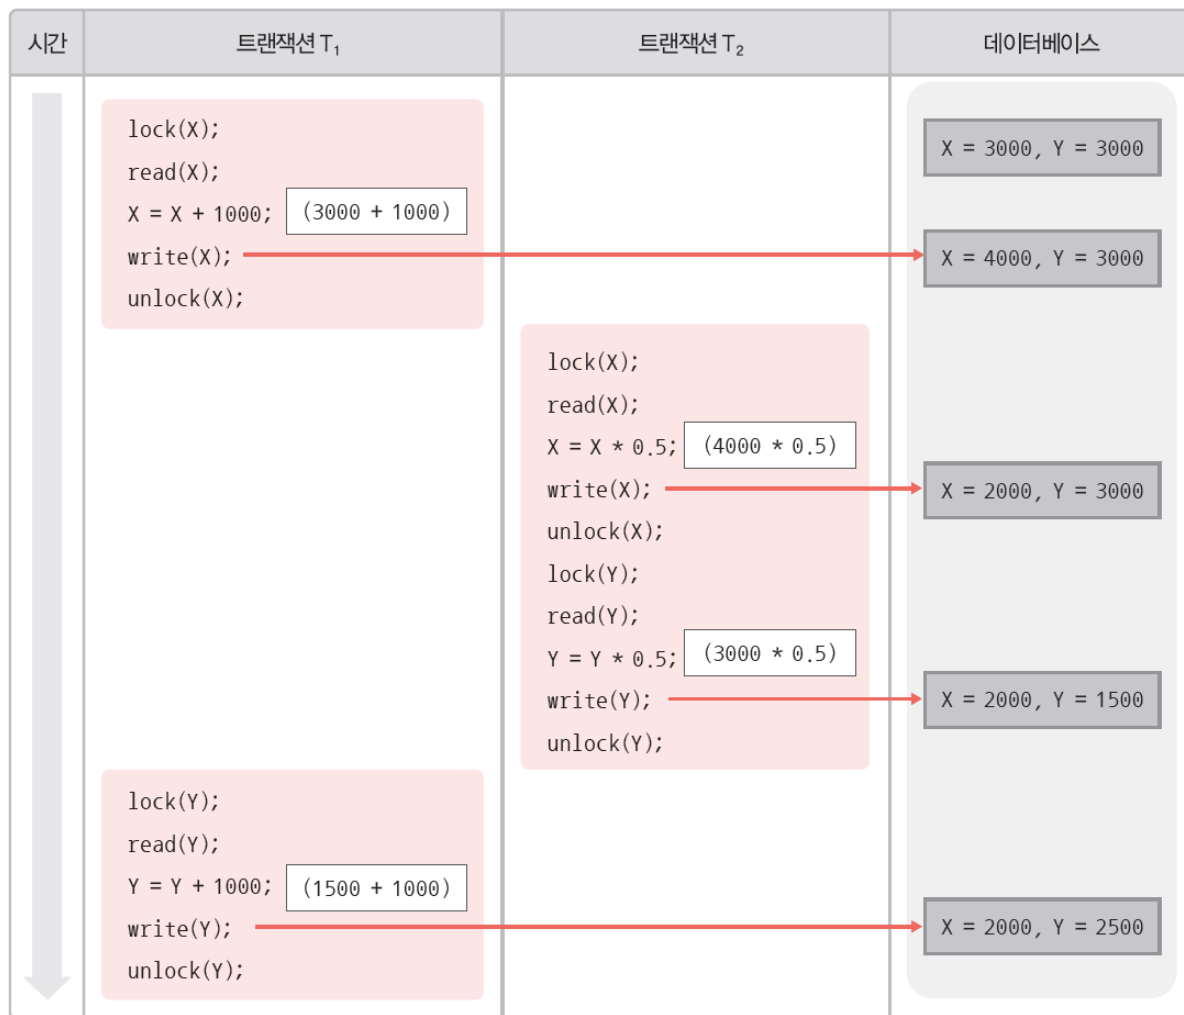 시간 트랜잭션 T₁ 트랜잭션 T₂ 데이터베이스
lock(X);
X = 3000, Y = 3000
read(X);
X = X + 1000; (3000 + 1000)
write(X); X = 4000, Y = 3000
unlock(X);
lock(X);
read(X);
X = X * 0.5; (4000 * 0.5)
write(X); X = 2000, Y = 3000
unlock(X);
lock(Y);
read(Y);
Y = Y * 0.5; (3000 * 0.5)
write(Y); X = 2000, Y = 1500
unlock(Y);
lock(Y);
read(Y);
Y = Y + 1000; (1500 + 1000)
write(Y); X = 2000, Y = 2500
unlock(Y);